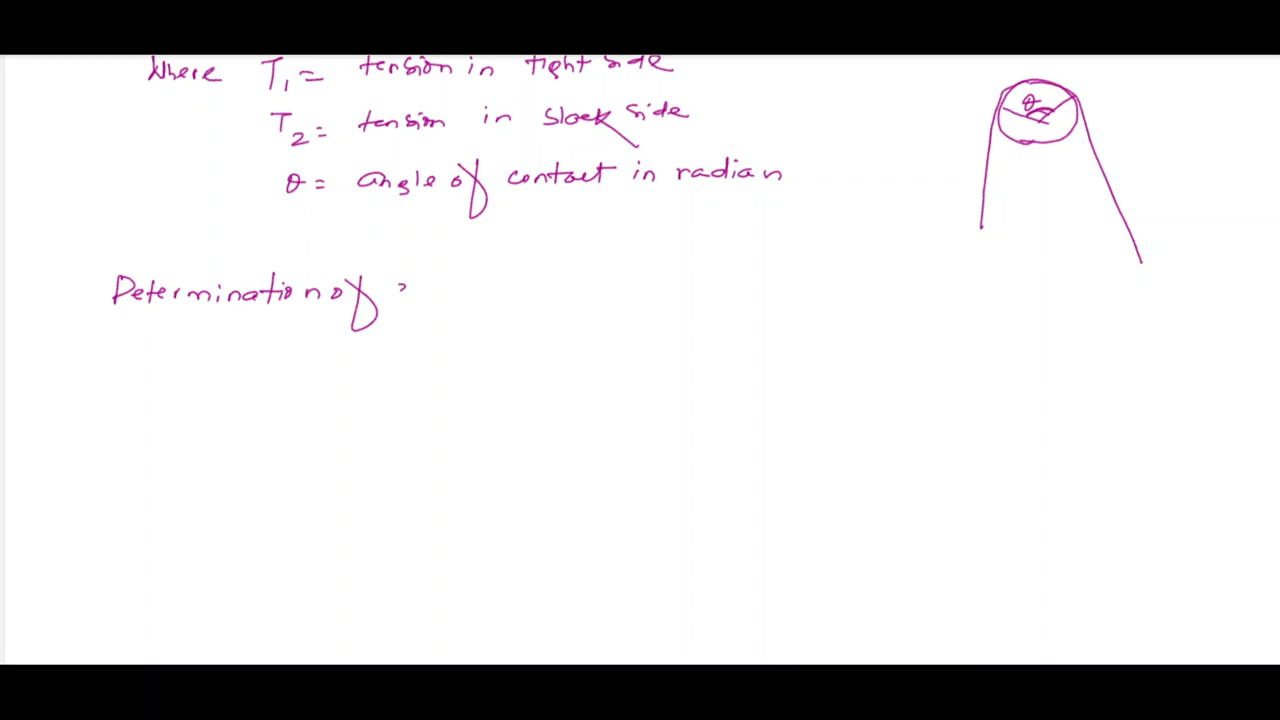 Where T1 = tension in tight side
T2 = tension in slack side
θ = angle of contact in radian
θ
Determination of